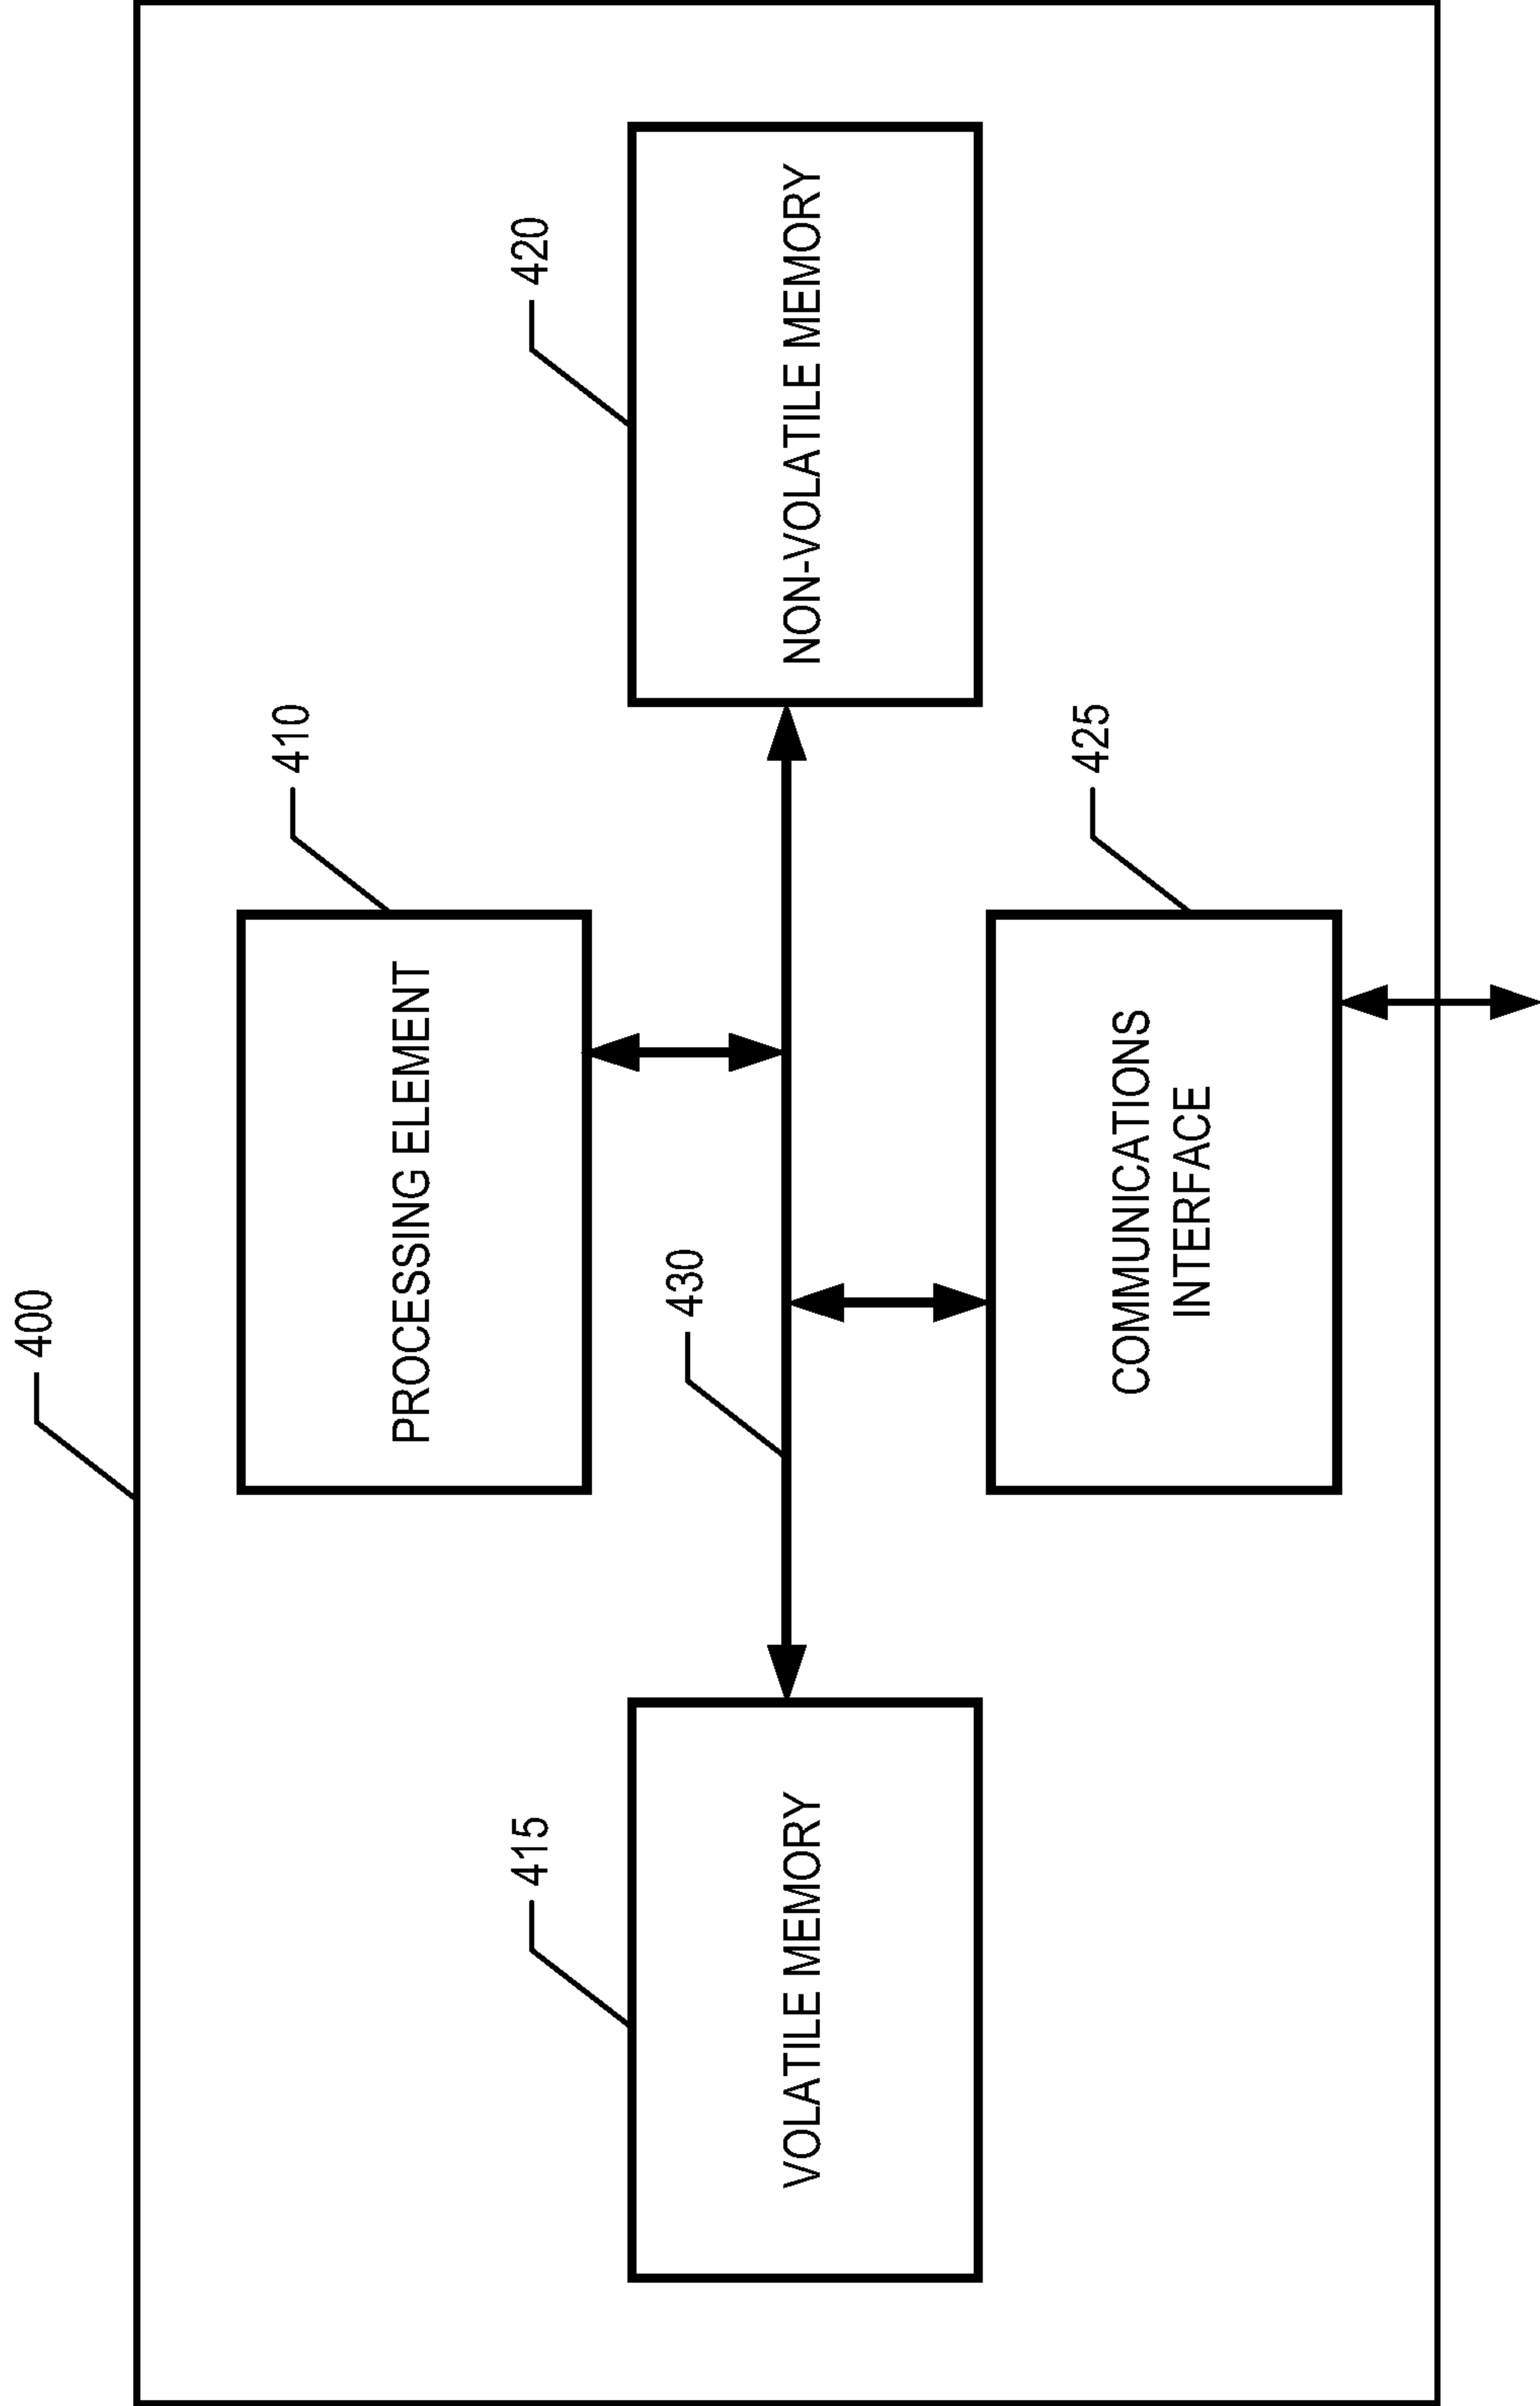 400
410
PROCESSING ELEMENT
415
430
420
VOLATILE MEMORY
NON-VOLATILE MEMORY
425
COMMUNICATIONS
INTERFACE